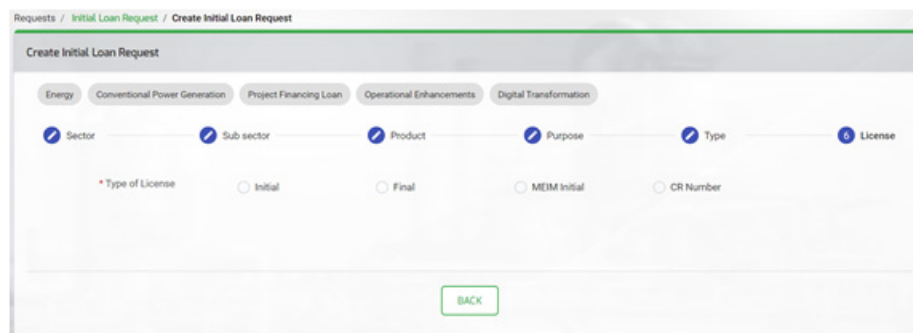 Requests / Initial Loan Request / Create Initial Loan Request
Create Initial Loan Request
Energy Conventional Power Generation Project Financing Loan Operational Enhancements Digital Transformation
Sector Sub sector Product Purpose Type 6 License
* Type of License Initial Final MEIM Initial CR Number
BACK